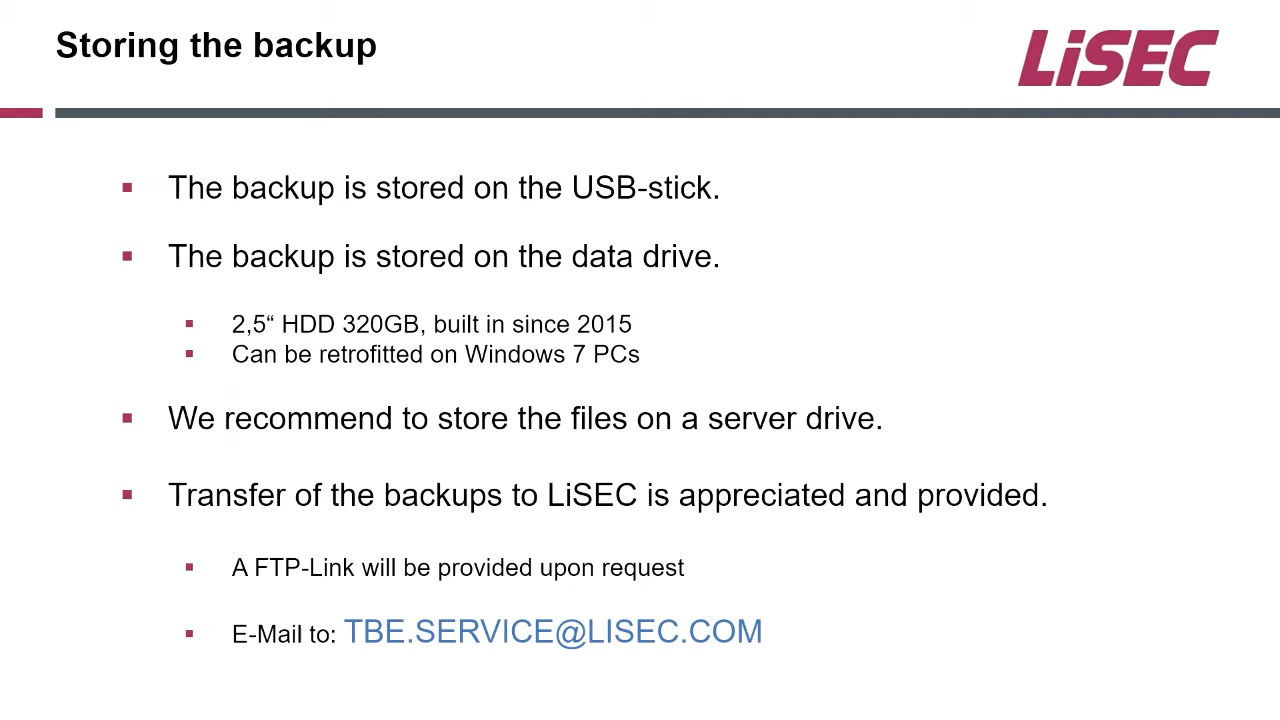 Storing the backup
LiSEC
The backup is stored on the USB-stick.
The backup is stored on the data drive.
2,5“ HDD 320GB, built in since 2015
Can be retrofitted on Windows 7 PCs
We recommend to store the files on a server drive.
Transfer of the backups to LiSEC is appreciated and provided.
A FTP-Link will be provided upon request
E-Mail to: TBE.SERVICE@LISEC.COM